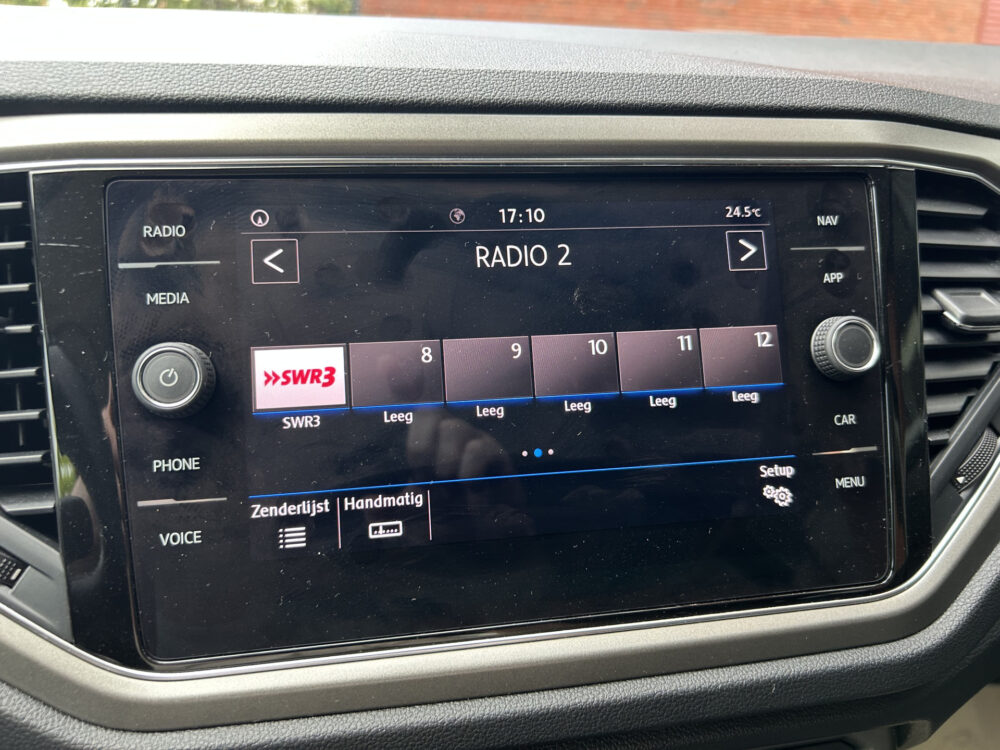 RADIO
MEDIA
PHONE
VOICE
17:10
24.5°C
RADIO 2
SWR3
8
9
10
11
12
SWR3
Leeg
Leeg
Leeg
Leeg
Leeg
Zenderlijst
Handmatig
Setup
NAV
APP
CAR
MENU